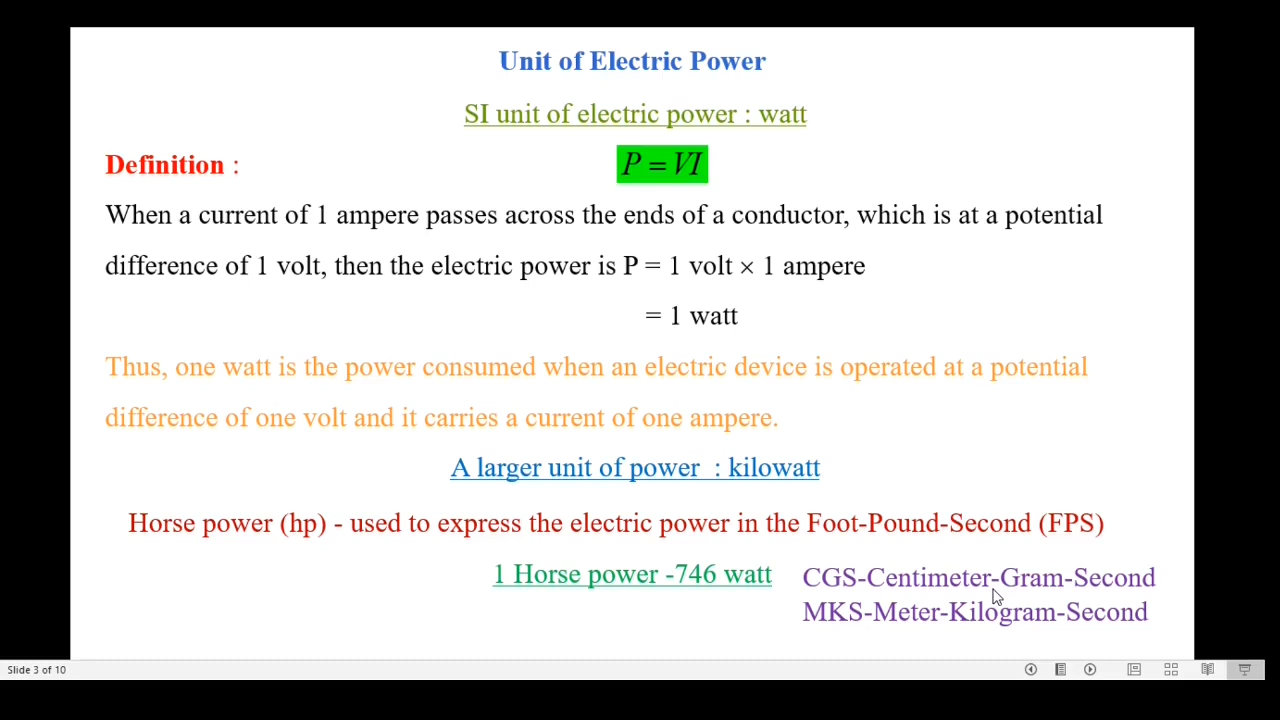 Unit of Electric Power
SI unit of electric power : watt
Definition :
P = VI
When a current of 1 ampere passes across the ends of a conductor, which is at a potential
difference of 1 volt, then the electric power is P = 1 volt × 1 ampere
= 1 watt
Thus, one watt is the power consumed when an electric device is operated at a potential
difference of one volt and it carries a current of one ampere.
A larger unit of power : kilowatt
Horse power (hp) - used to express the electric power in the Foot-Pound-Second (FPS)
1 Horse power -746 watt
CGS-Centimeter-Gram-Second
MKS-Meter-Kilogram-Second
Slide 3 of 10